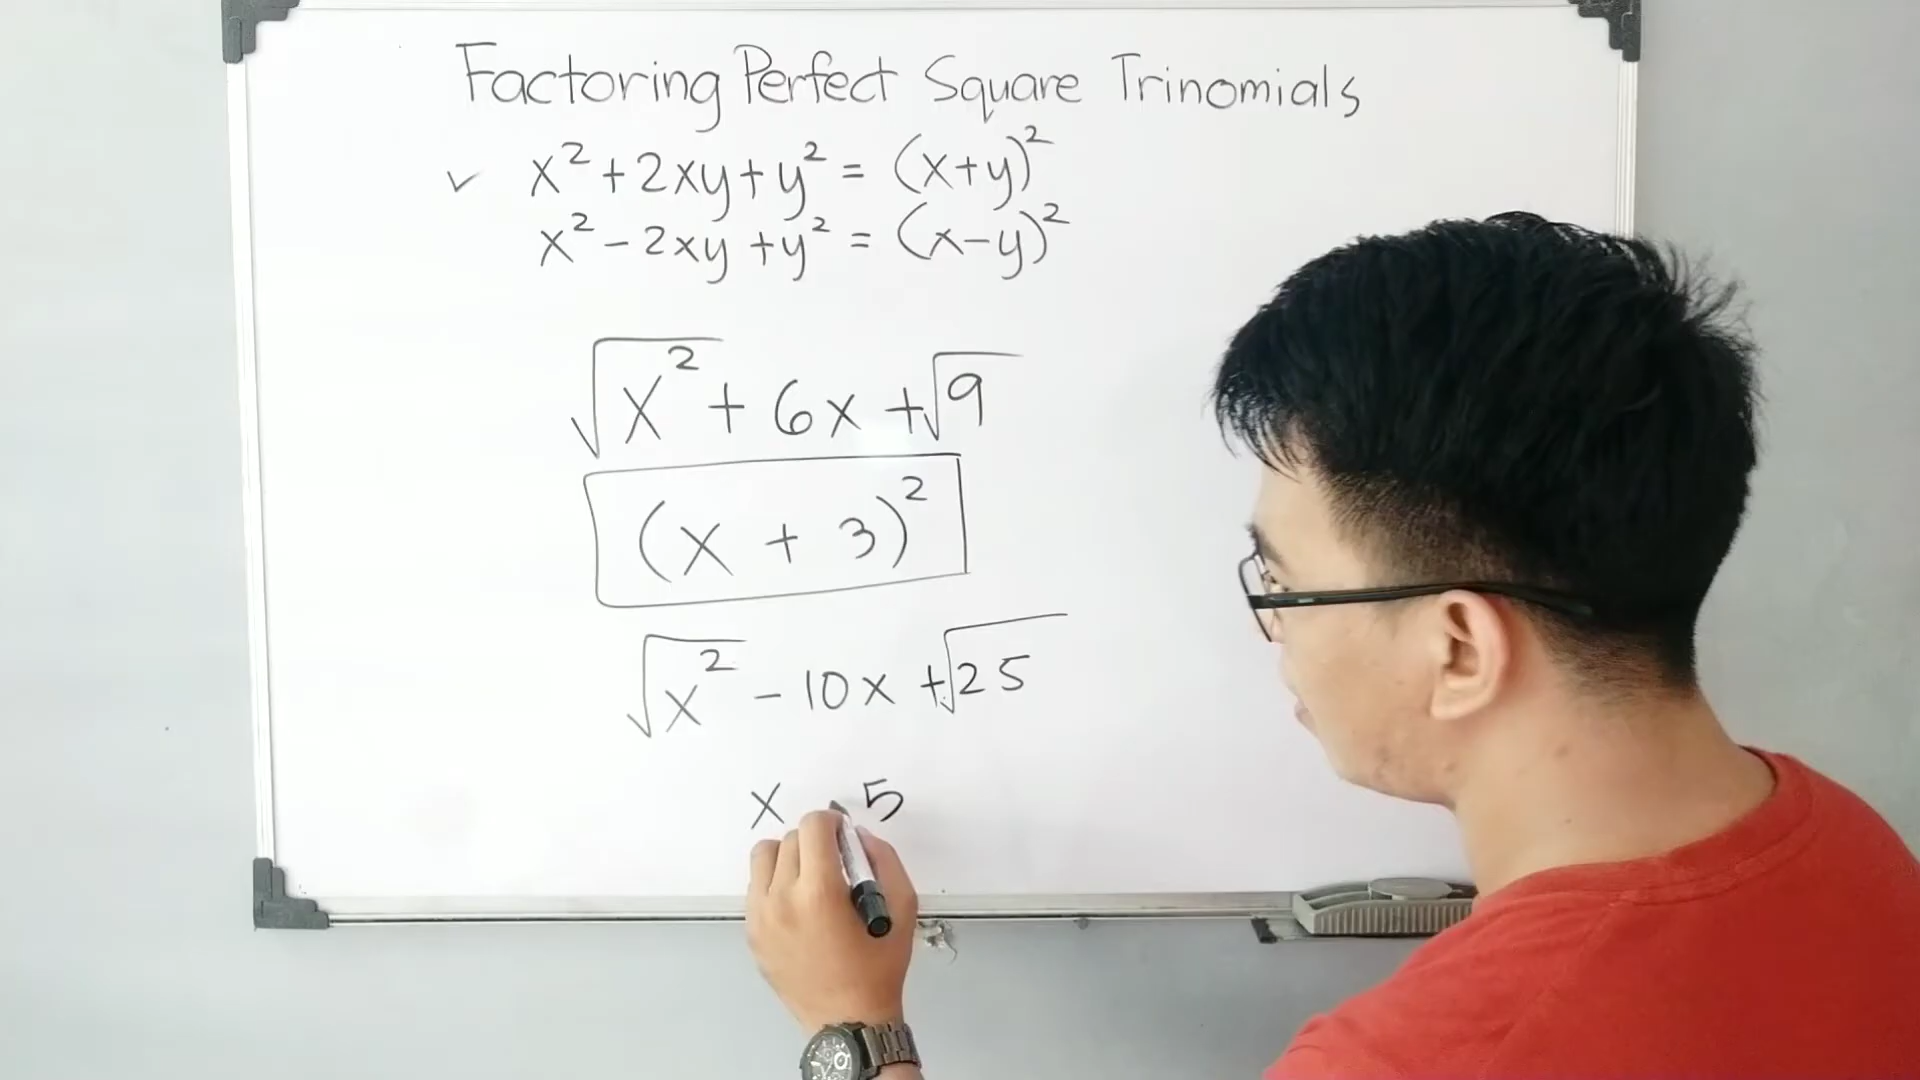 Factoring Perfect Square Trinomials
✓ x² + 2xy + y² = (x+y)²
x² - 2xy + y² = (x-y)²
√x² + 6x + √9
(x + 3)²
√x² - 10x + √25
x 5